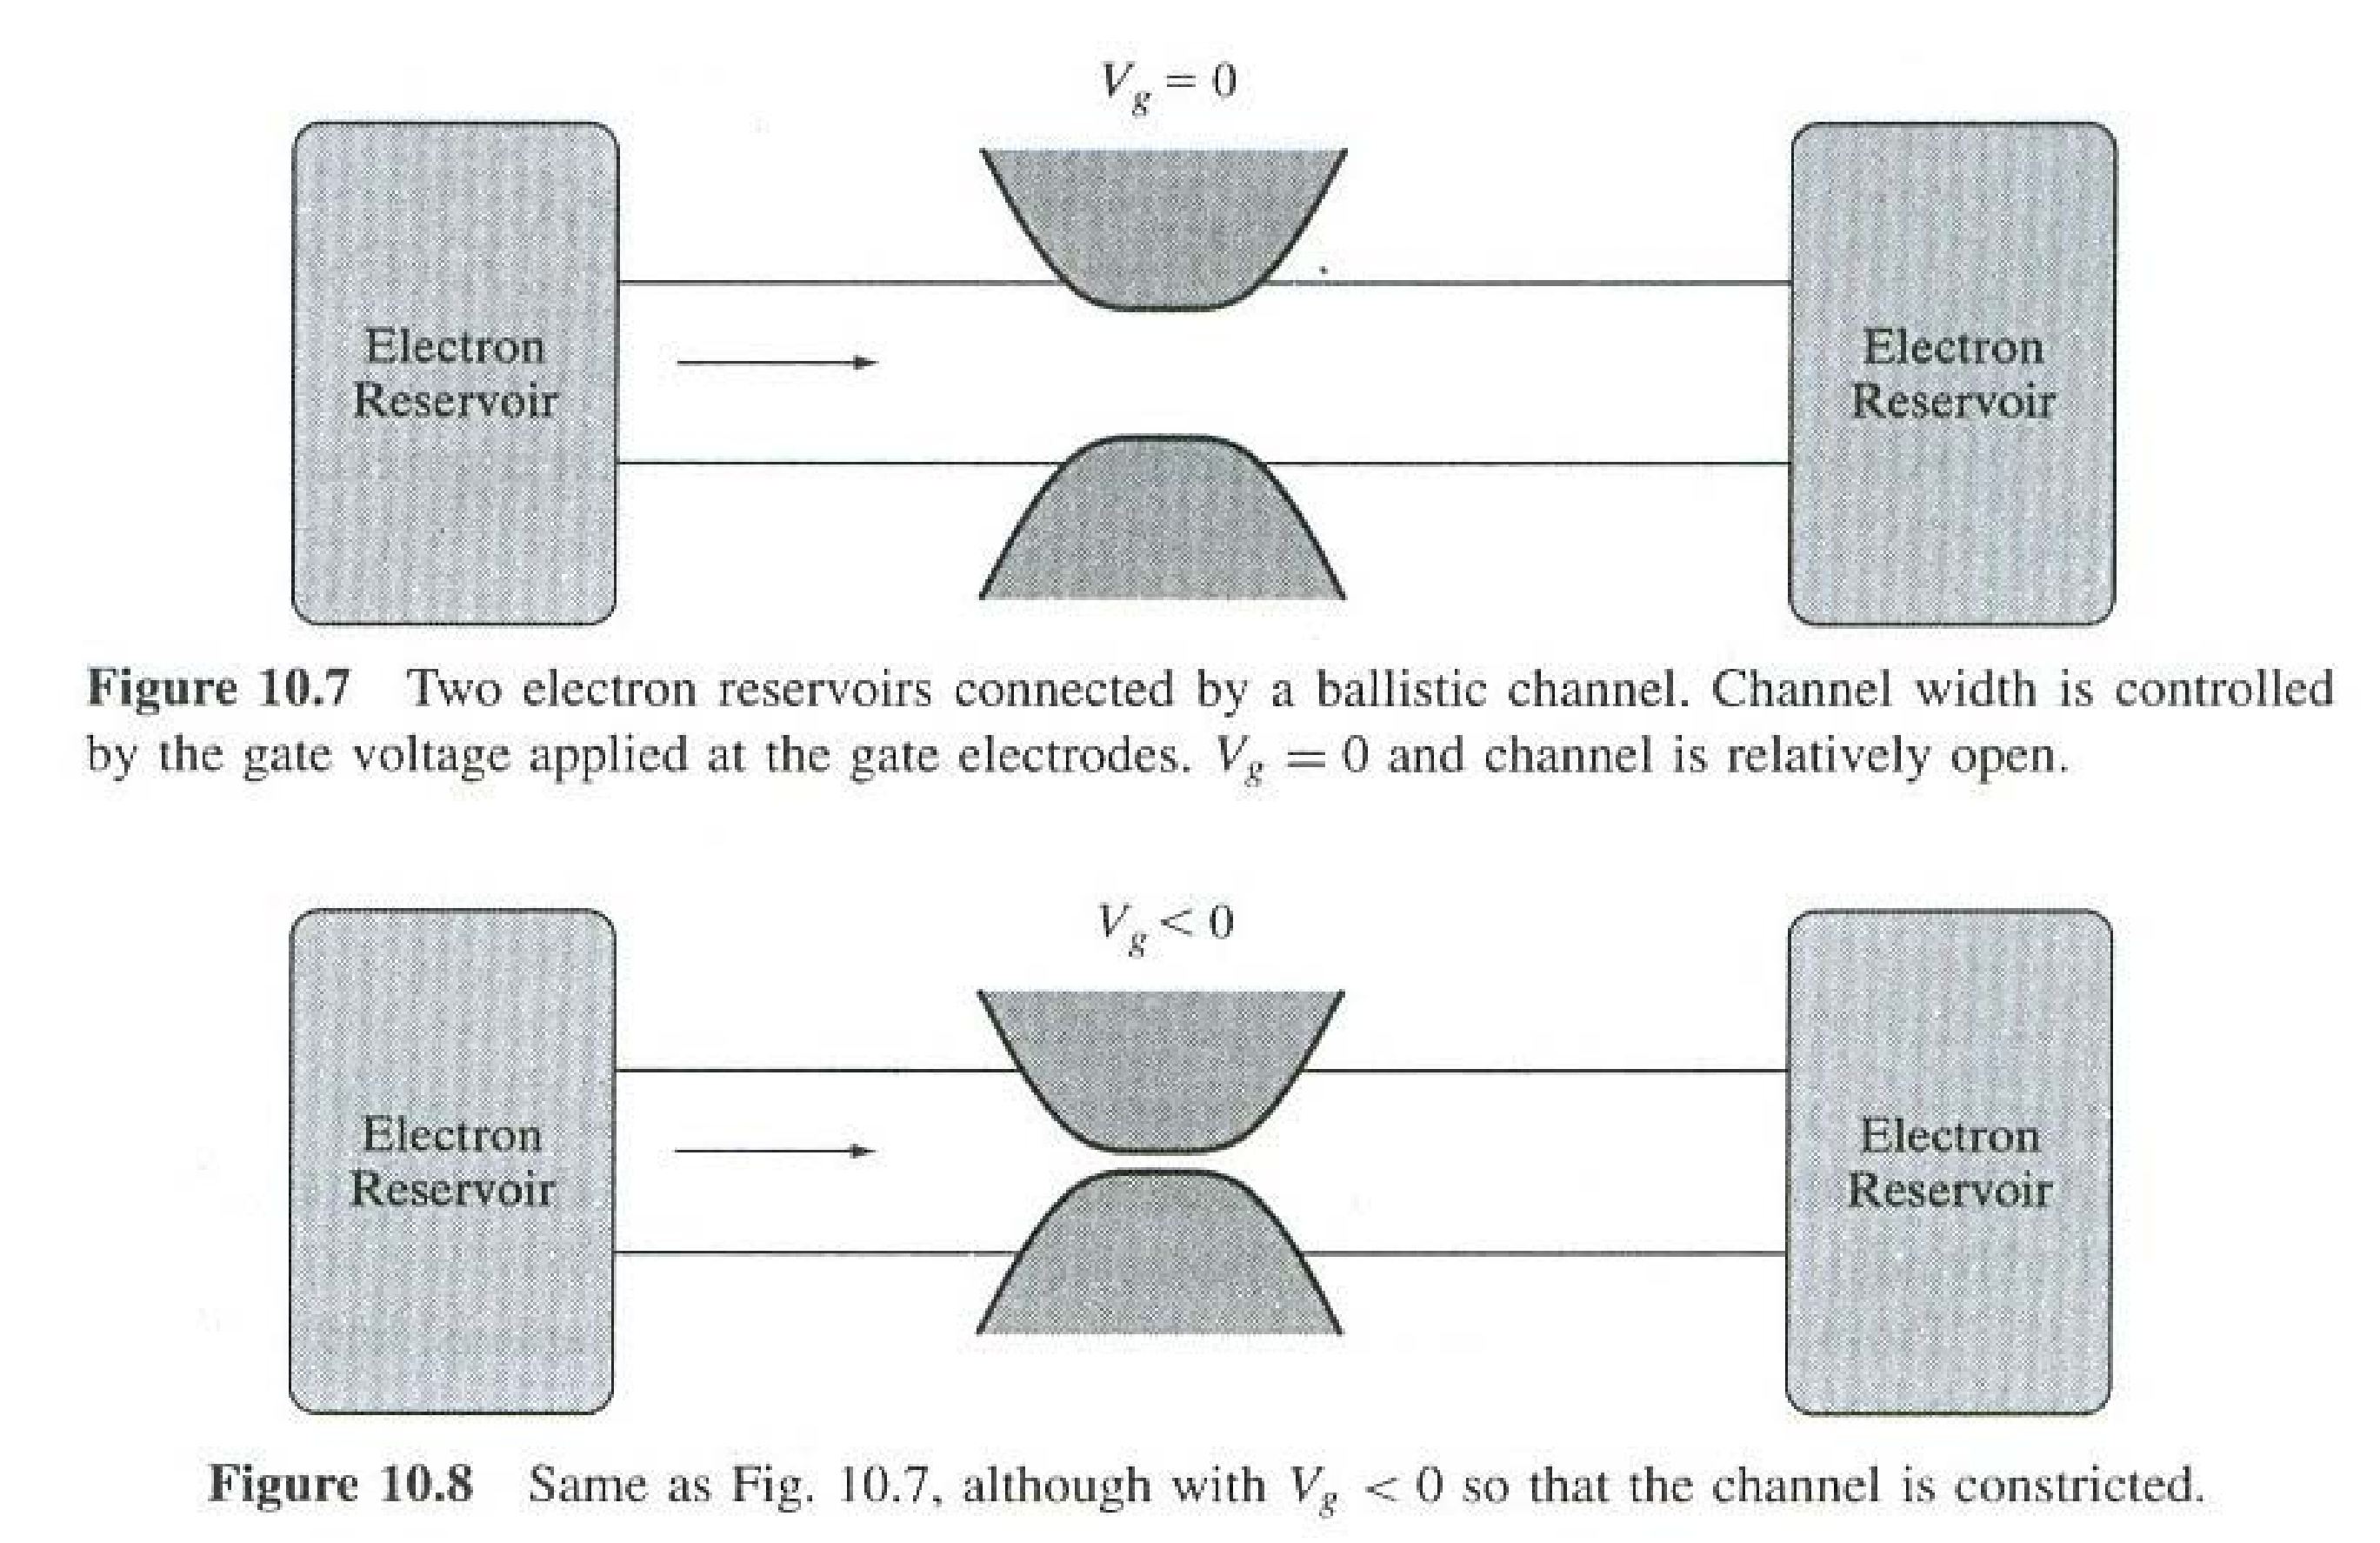 V_g = 0
Electron
Reservoir
Electron
Reservoir
Figure 10.7 Two electron reservoirs connected by a ballistic channel. Channel width is controlled
by the gate voltage applied at the gate electrodes. V_g = 0 and channel is relatively open.
V_g < 0
Electron
Reservoir
Electron
Reservoir
Figure 10.8 Same as Fig. 10.7, although with V_g < 0 so that the channel is constricted.